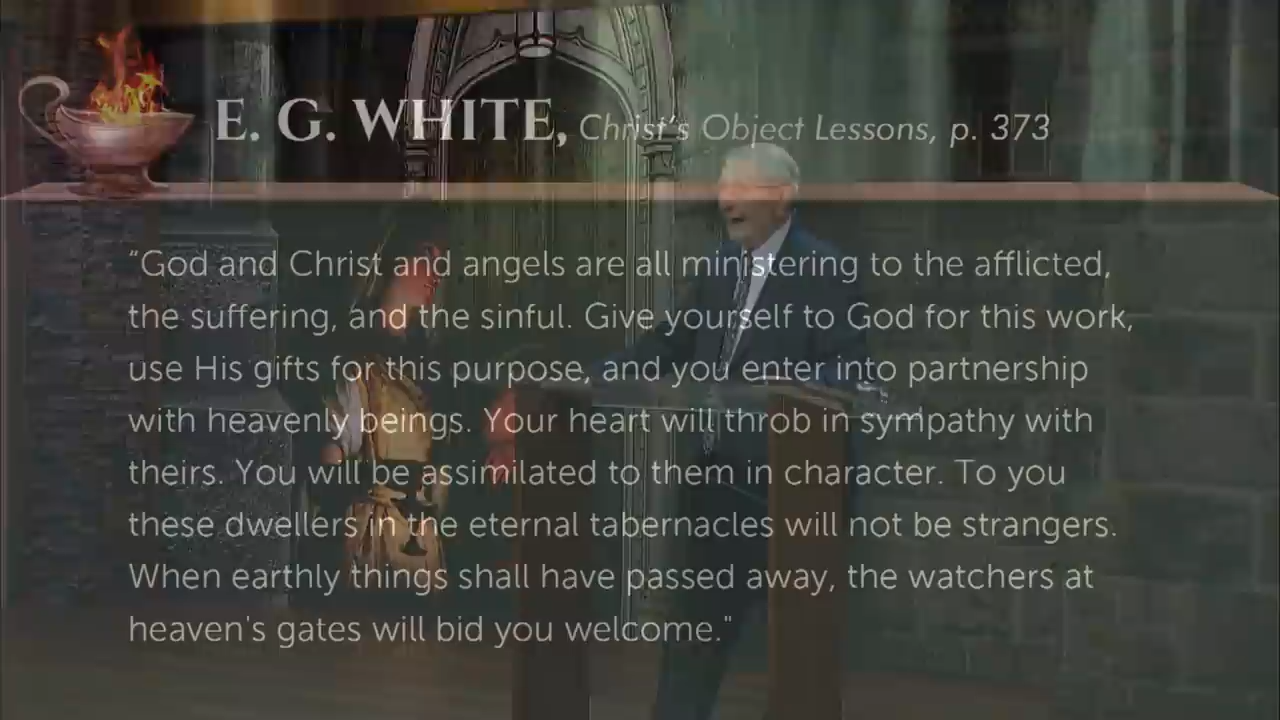 E. G. WHITE, Christ's Object Lessons, p. 373
“God and Christ and angels are all ministering to the afflicted,
the suffering, and the sinful. Give yourself to God for this work,
use His gifts for this purpose, and you enter into partnership
with heavenly beings. Your heart will throb in sympathy with
theirs. You will be assimilated to them in character. To you
these dwellers in the eternal tabernacles will not be strangers.
When earthly things shall have passed away, the watchers at
heaven's gates will bid you welcome."